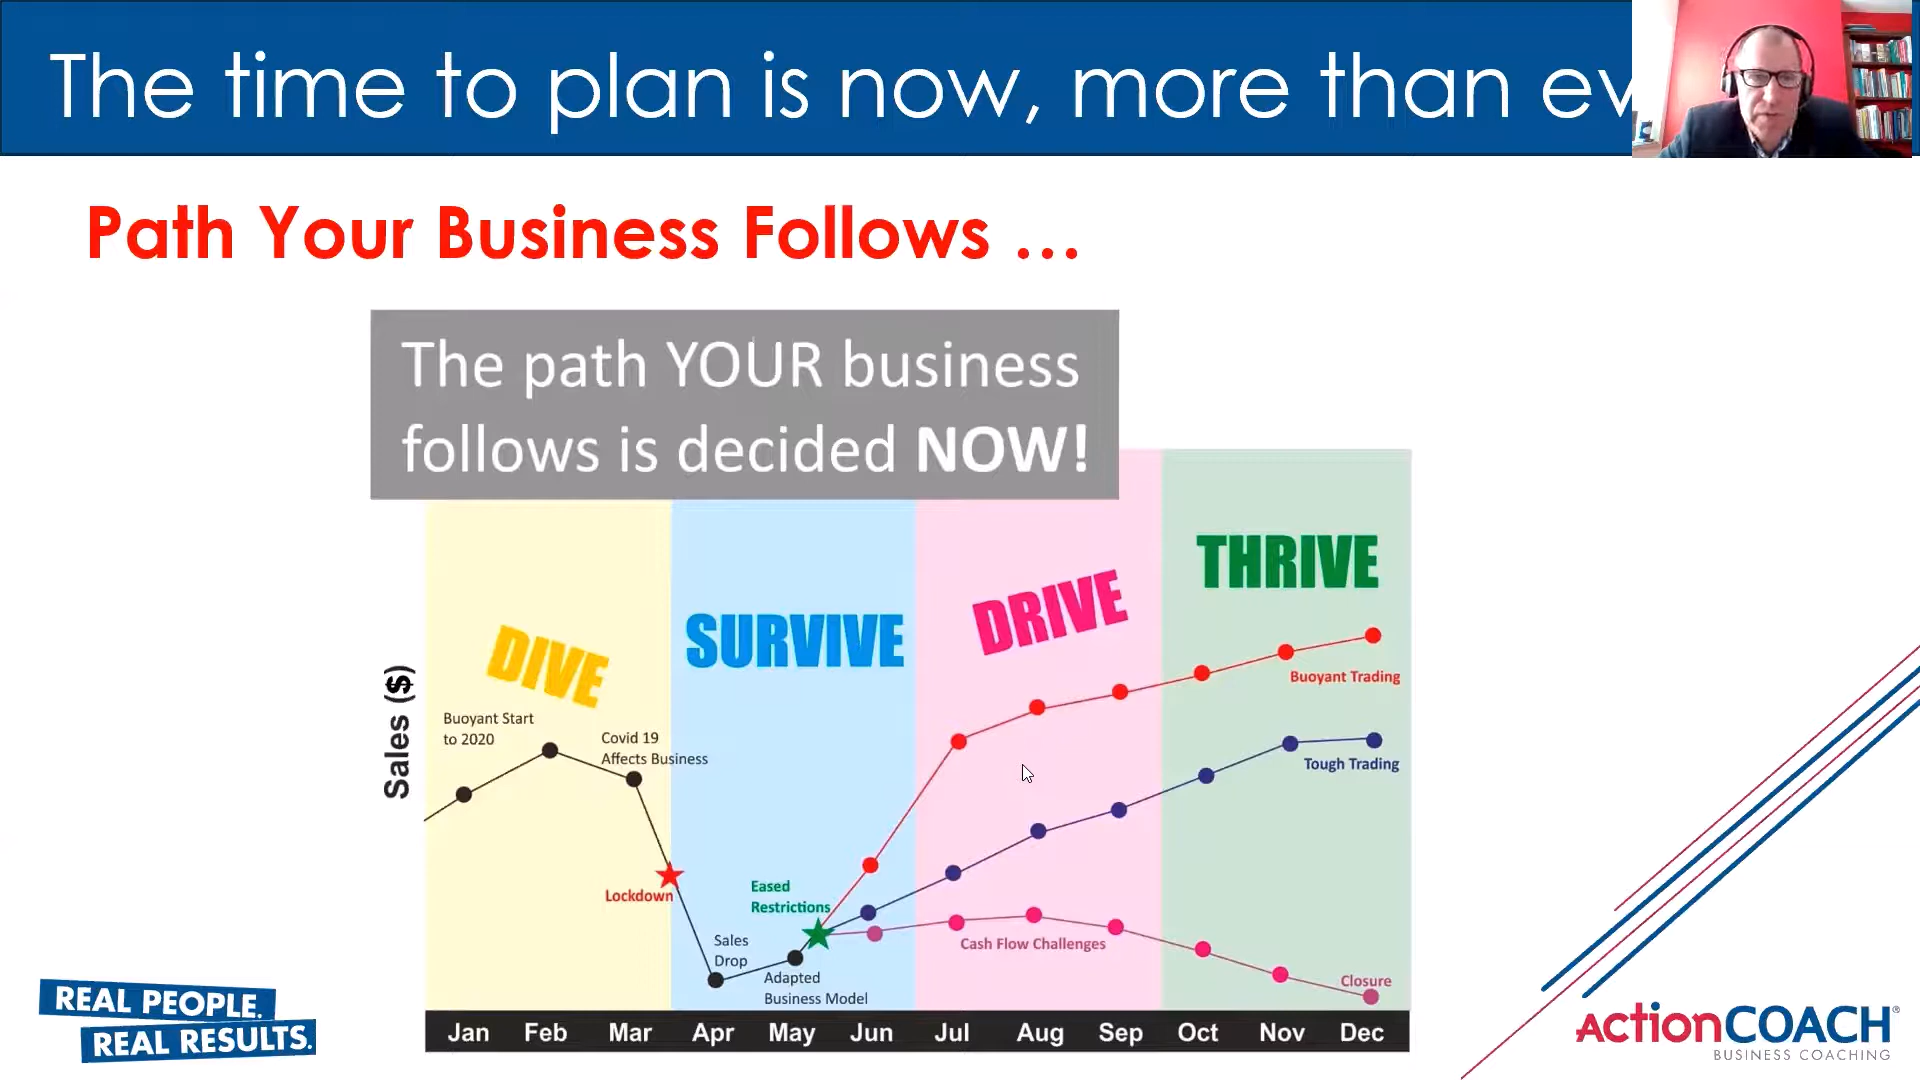 The time to plan is now, more than ev
Path Your Business Follows ...
The path YOUR business
follows is decided NOW!
DIVE
SURVIVE
DRIVE
THRIVE
Sales ($)
Buoyant Start
to 2020
Covid 19
Affects Business
Lockdown
Sales
Drop
Eased
Restrictions
Adapted
Business Model
Buoyant Trading
Tough Trading
Cash Flow Challenges
Closure
Jan Feb Mar Apr May Jun Jul Aug Sep Oct Nov Dec
REAL PEOPLE.
REAL RESULTS.
ActionCOACH®
BUSINESS COACHING